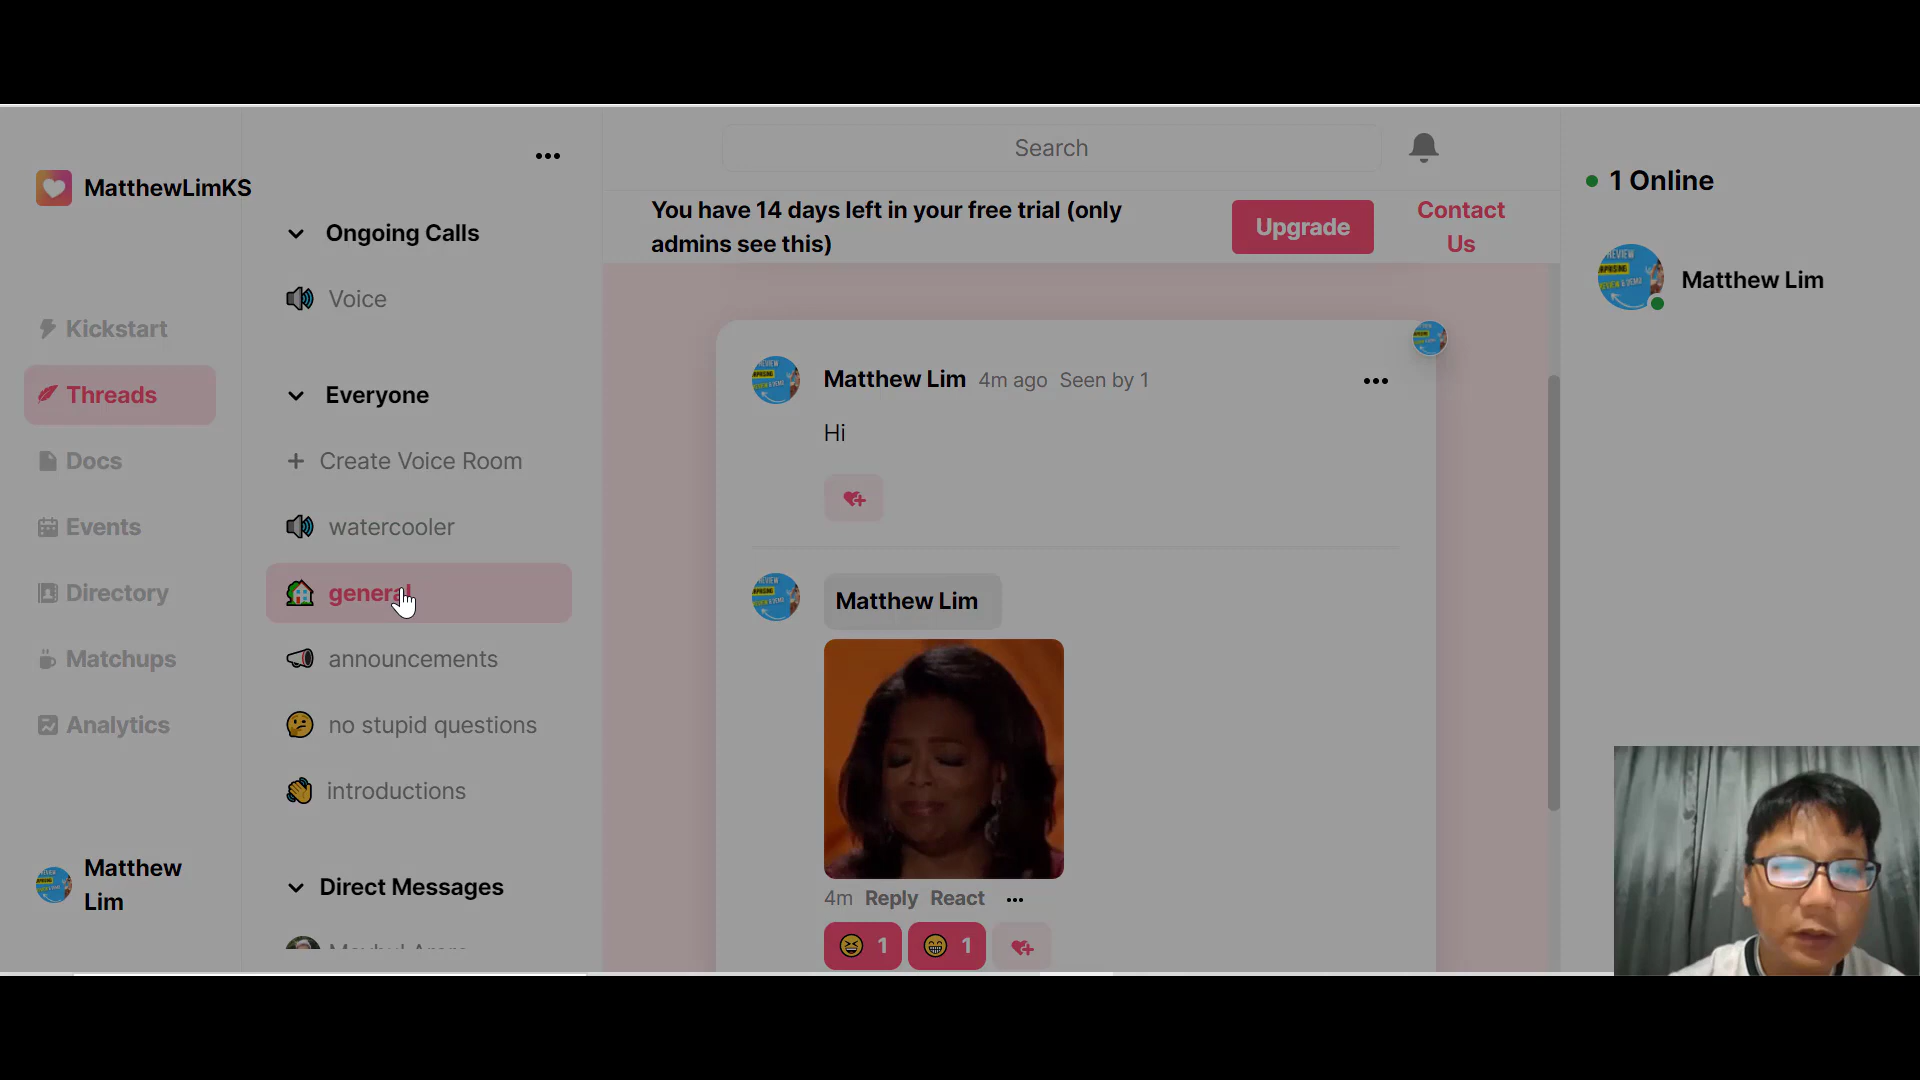 MatthewLimKS
Kickstart
Threads
Docs
Events
Directory
Matchups
Analytics
Matthew
Lim
Ongoing Calls
Voice
Everyone
Create Voice Room
watercooler
general
announcements
no stupid questions
introductions
Direct Messages
Search
You have 14 days left in your free trial (only
admins see this)
Upgrade
Contact
Us
Matthew Lim 4m ago Seen by 1
Hi
Matthew Lim
4m Reply React
1 1
1 Online
Matthew Lim